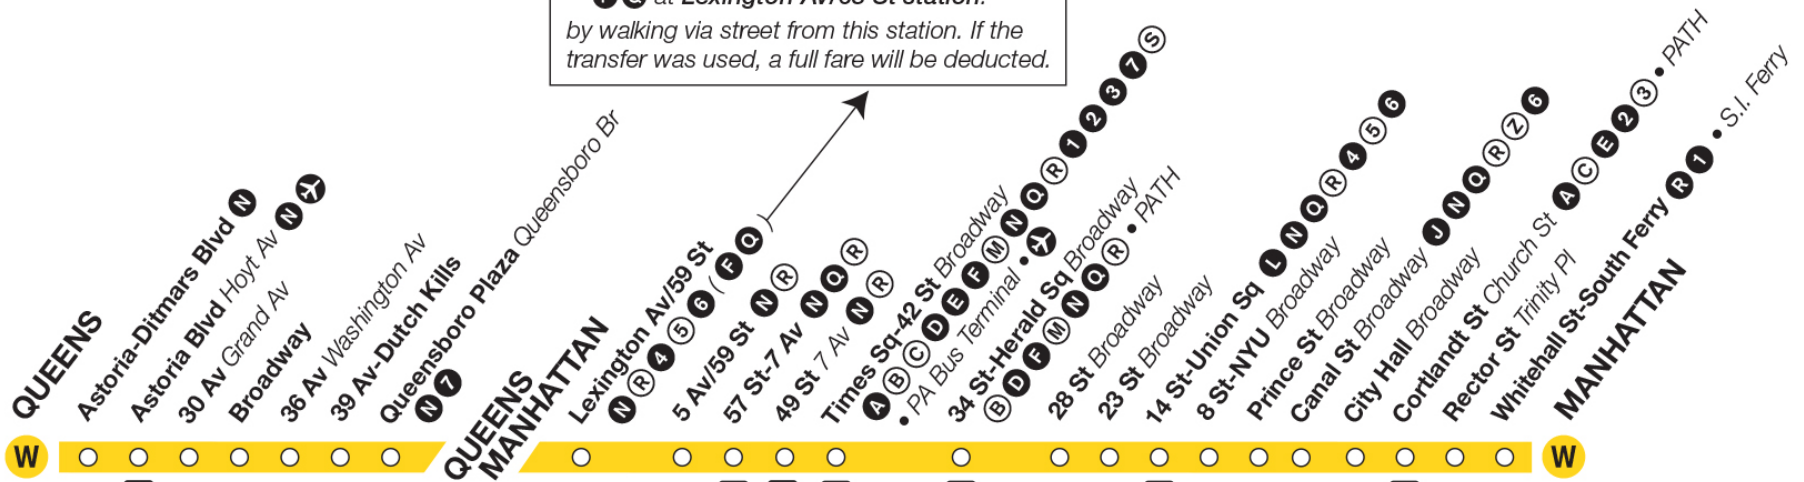 at Lexington Av/63 St station.
by walking via street from this station. If the
transfer was used, a full fare will be deducted.
W
QUEENS
Astoria-Ditmars Blvd N
Astoria Blvd Hoyt Av N
30 Av Grand Av
Broadway
36 Av Washington Av
39 Av-Dutch Kills
Queensboro Plaza Queensboro Br
N 7
QUEENS
MANHATTAN
Lexington Av/59 St
N R 4 5 6 (F Q)
5 Av/59 St N R
57 St-7 Av N Q R
49 St 7 Av N R
Times Sq-42 St Broadway
A B C D E F M N Q R 1 2 3 7 S
• PA Bus Terminal •
34 St-Herald Sq Broadway
B D F M N Q R • PATH
28 St Broadway
23 St Broadway
14 St-Union Sq L N Q R 4 5 6
8 St-NYU Broadway
Prince St Broadway
Canal St Broadway J N Q R Z 6
City Hall Broadway
Cortlandt St Church St A C E 2 3 • PATH
Rector St Trinity Pl
Whitehall St-South Ferry R 1 • S.I. Ferry
MANHATTAN
W